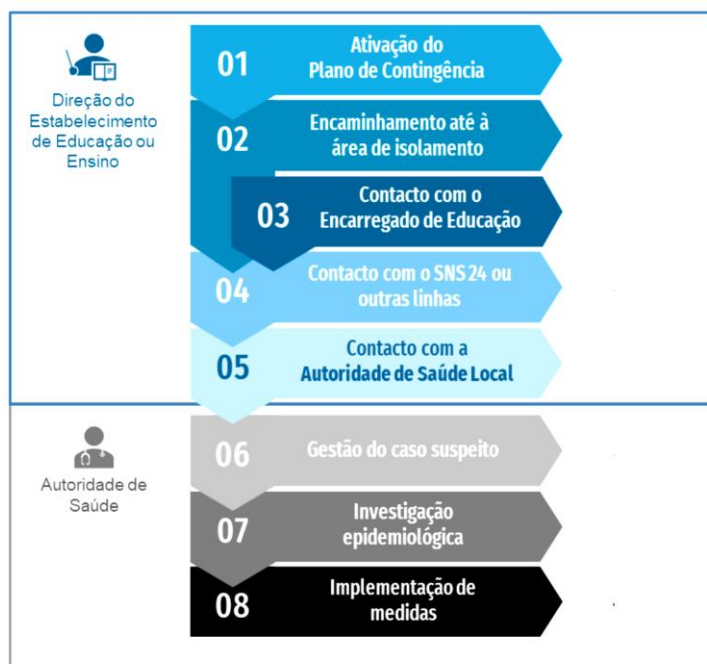 Direção do
Estabelecimento
de Educação ou
Ensino
01
Ativação do
Plano de Contingência
02
Encaminhamento até à
área de isolamento
03
Contacto com o
Encarregado de Educação
04
Contacto com o SNS 24 ou
outras linhas
05
Contacto com a
Autoridade de Saúde Local
Autoridade de
Saúde
06
Gestão do caso suspeito
07
Investigação
epidemiológica
08
Implementação de
medidas